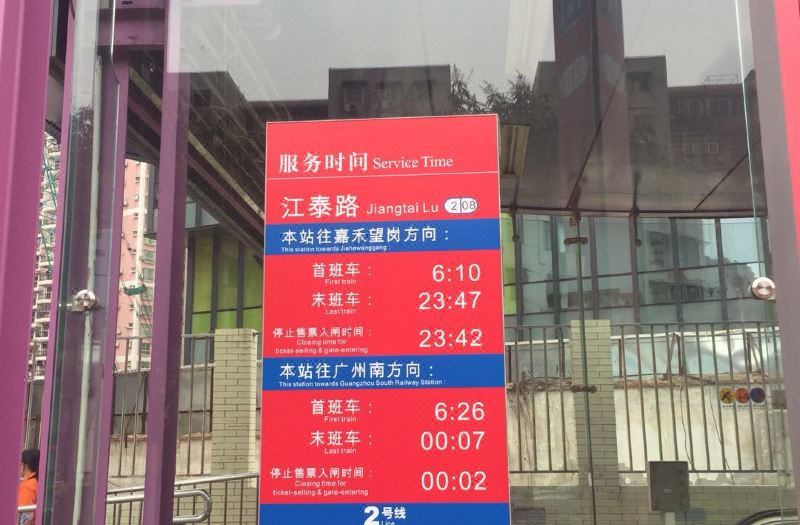 服务时间 Service Time
江泰路 Jiangtai Lu 2 08
本站往嘉禾望岗方向：
This station towards Jiahewanggang :
首班车： 6:10
First train
末班车： 23:47
Last train
停止售票入闸时间： 23:42
Closing time for
ticket-selling & gate-entering
本站往广州南方向：
This station towards Guangzhou South Railway Station :
首班车： 6:26
First train
末班车： 00:07
Last train
停止售票入闸时间： 00:02
Closing time for
ticket-selling & gate-entering
2号线
Line